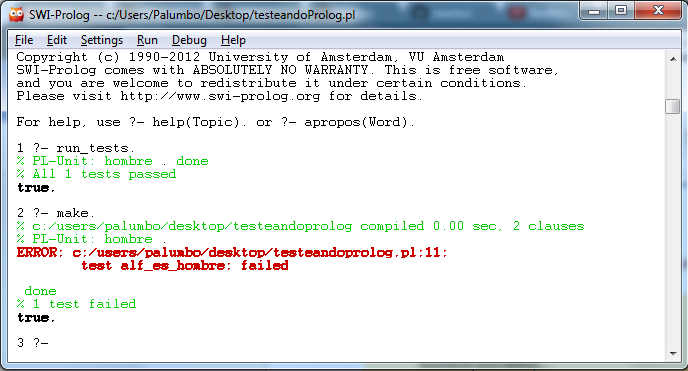 SWI-Prolog -- c:/Users/Palumbo/Desktop/testeandoProlog.pl
File Edit Settings Run Debug Help
Copyright (c) 1990-2012 University of Amsterdam, VU Amsterdam
SWI-Prolog comes with ABSOLUTELY NO WARRANTY. This is free software,
and you are welcome to redistribute it under certain conditions.
Please visit http://www.swi-prolog.org for details.
For help, use ?- help(Topic). or ?- apropos(Word).
1 ?- run_tests.
% PL-Unit: hombre . done
% All 1 tests passed
true.
2 ?- make.
% c:/users/palumbo/desktop/testeandoprolog compiled 0.00 sec, 2 clauses
% PL-Unit: hombre .
ERROR: c:/users/palumbo/desktop/testeandoprolog.pl:11:
test alf_es_hombre: failed
done
% 1 test failed
true.
3 ?-